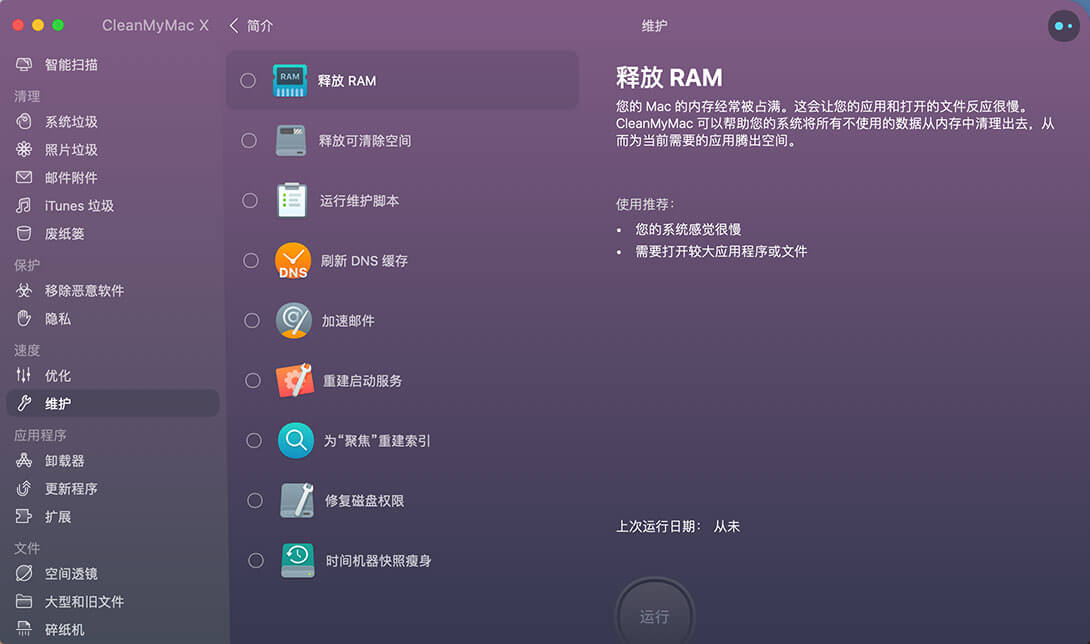 CleanMyMac X
简介
维护
智能扫描
清理
系统垃圾
照片垃圾
邮件附件
iTunes 垃圾
废纸篓
保护
移除恶意软件
隐私
速度
优化
维护
应用程序
卸载器
更新程序
扩展
文件
空间透镜
大型和旧文件
碎纸机
RAM
释放 RAM
释放可清除空间
运行维护脚本
DNS
刷新 DNS 缓存
加速邮件
重建启动服务
为“聚焦”重建索引
修复磁盘权限
时间机器快照瘦身
释放 RAM
您的 Mac 的内存经常被占满。这会让您的应用和打开的文件反应很慢。
CleanMyMac 可以帮助您的系统将所有不使用的数据从内存中清理出去，从
而为当前需要的应用腾出空间。
使用推荐：
• 您的系统感觉很慢
• 需要打开较大应用程序或文件
上次运行日期： 从未
运行